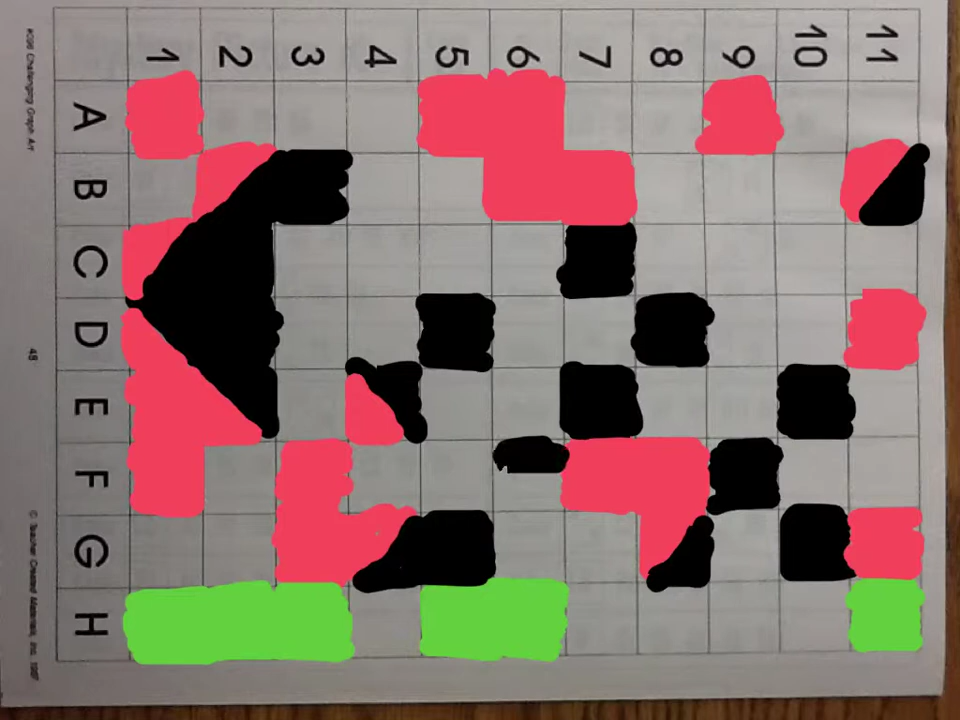 1 2 3 4 5 6 7 8 9 10 11
A
B
C
D
E
F
G
H
#098 Challenging Graph Art
48
© Teacher Created Materials, Inc. 1997